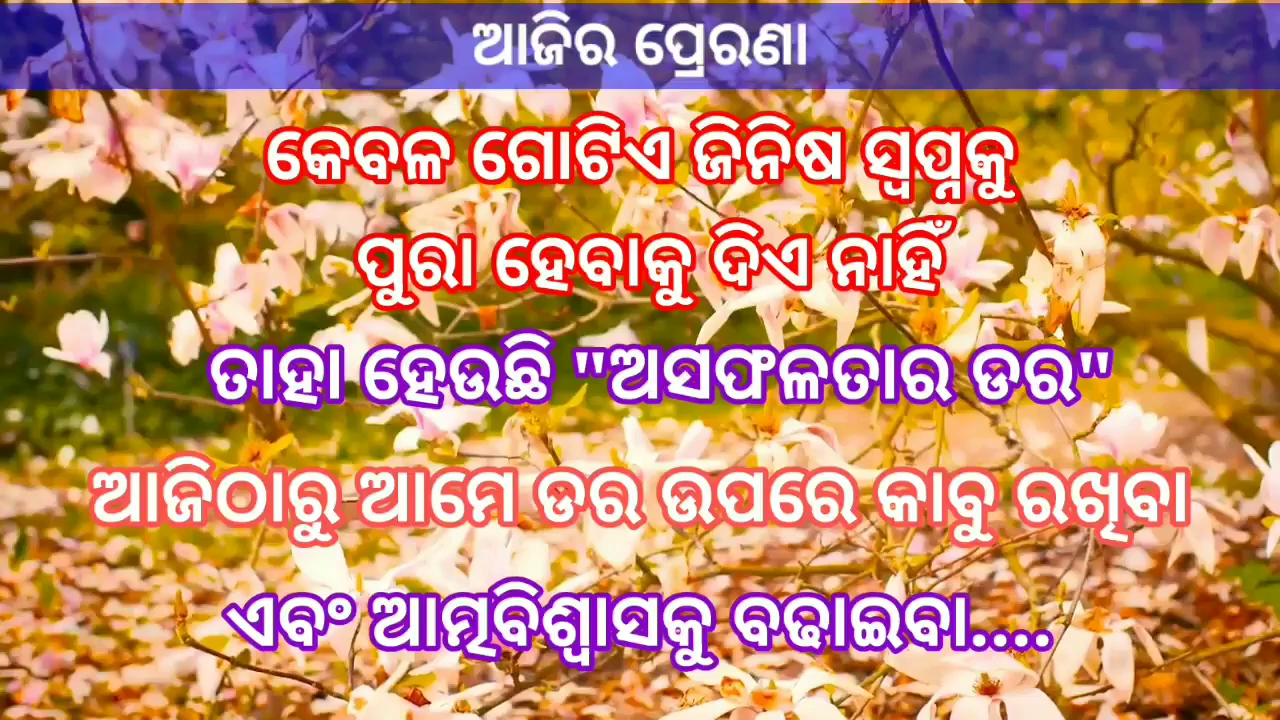 ଆଜିର ପ୍ରେରଣା
କେବଳ ଗୋଟିଏ ଜିନିଷ ସ୍ୱପ୍ନକୁ
ପୁରା ହେବାକୁ ଦିଏ ନାହିଁ
ତାହା ହେଉଛି "ଅସଫଳତାର ଡର"
ଆଜିଠାରୁ ଆମେ ଡର ଉପରେ କାବୁ ରଖିବା
ଏବଂ ଆତ୍ମବିଶ୍ୱାସକୁ ବଢାଇବା....